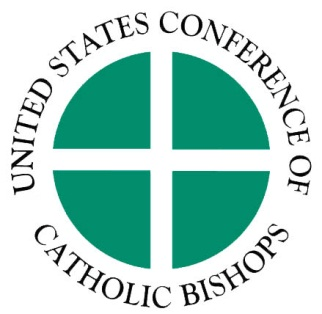 UNITED STATES CONFERENCE OF
CATHOLIC BISHOPS